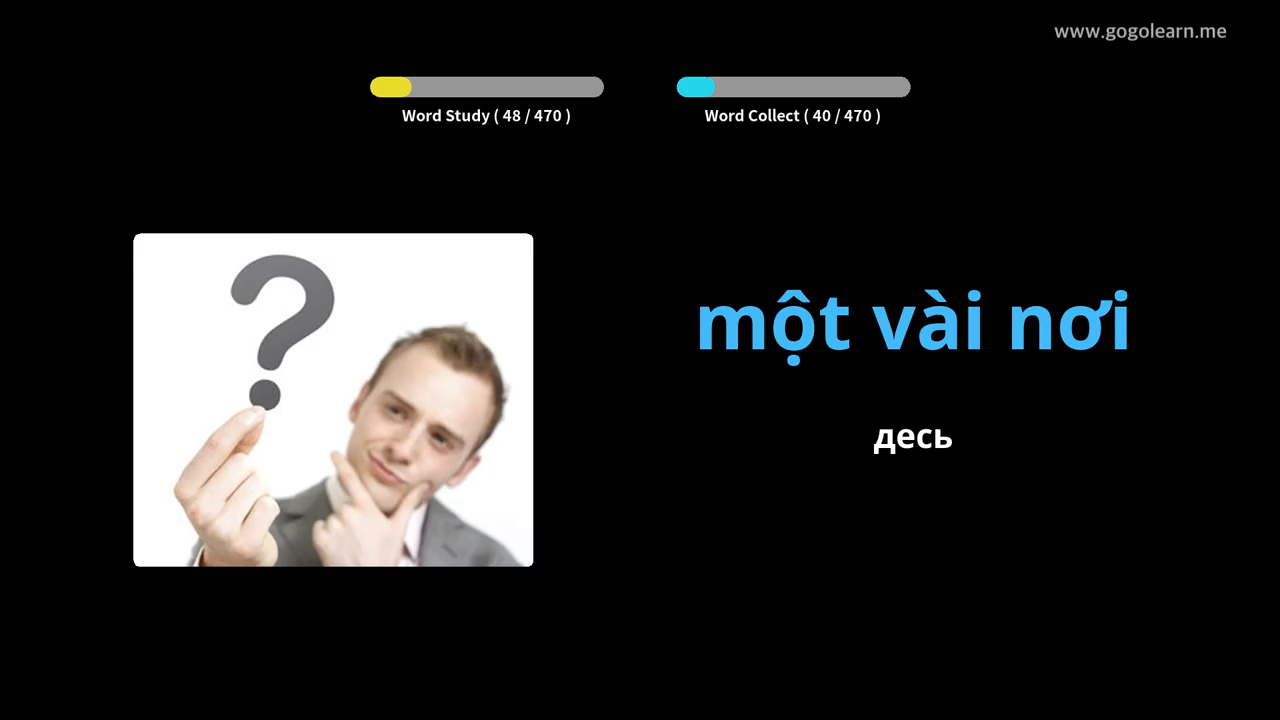 www.gogolearn.me
Word Study ( 48 / 470 )
Word Collect ( 40 / 470 )
một vài nơi
десь